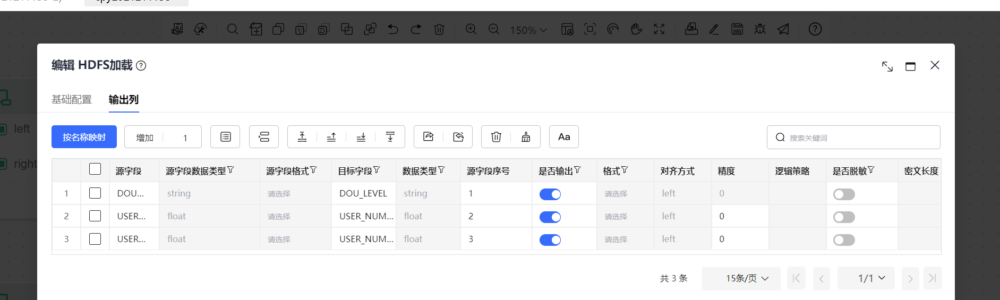 150%
编辑 HDFS加载
基础配置 输出列
left
right
按名称映射 增加 1 Aa 搜索关键词
源字段 源字段数据类型 源字段格式 目标字段 数据类型 源字段序号 是否输出 格式 对齐方式 精度 逻辑策略 是否脱敏 密文长度
1 DOU... string 请选择 DOU_LEVEL string 1 请选择 left 0
2 USER... float 请选择 USER_NUM... float 2 请选择 left 0
3 USER... float 请选择 USER_NUM... float 3 请选择 left 0
共 3 条 15条/页 1/1